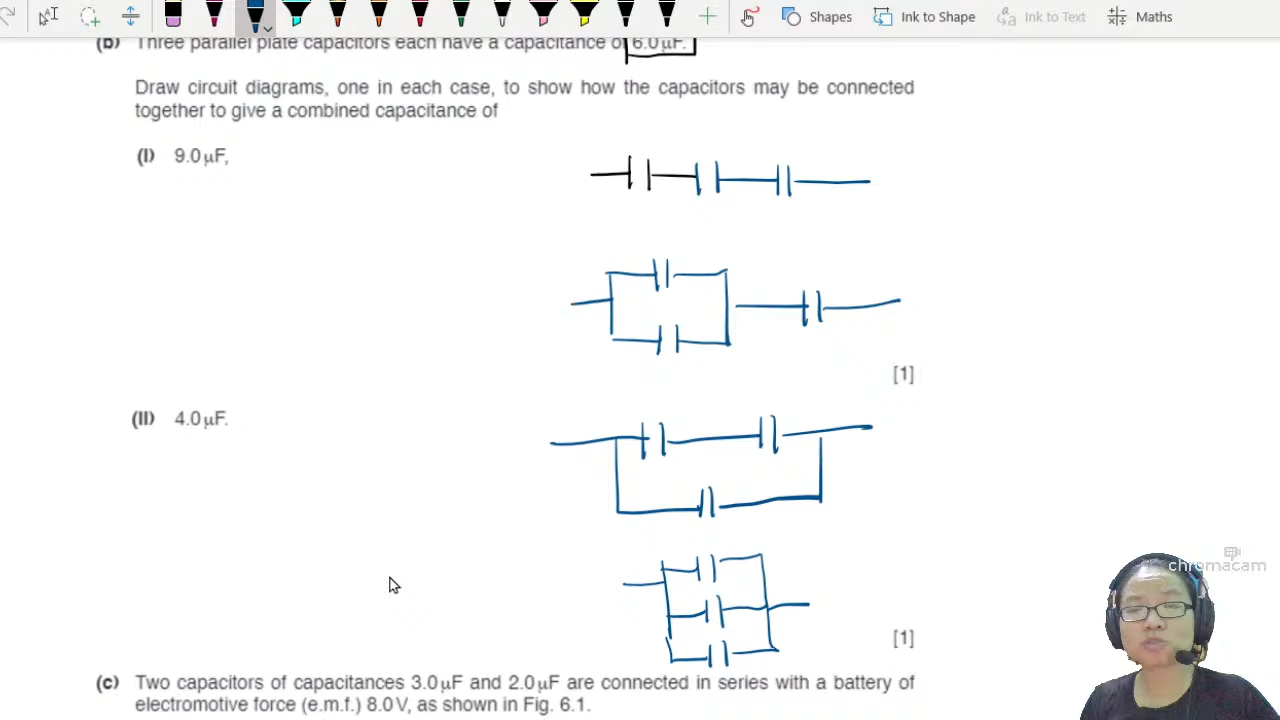 Shapes
Ink to Shape
Ink to Text
Maths
(b) Three parallel plate capacitors each have a capacitance of 6.0 μF.
Draw circuit diagrams, one in each case, to show how the capacitors may be connected
together to give a combined capacitance of
(i) 9.0 μF,
[1]
(ii) 4.0 μF.
chromacam
[1]
(c) Two capacitors of capacitances 3.0 μF and 2.0 μF are connected in series with a battery of
electromotive force (e.m.f.) 8.0 V, as shown in Fig. 6.1.